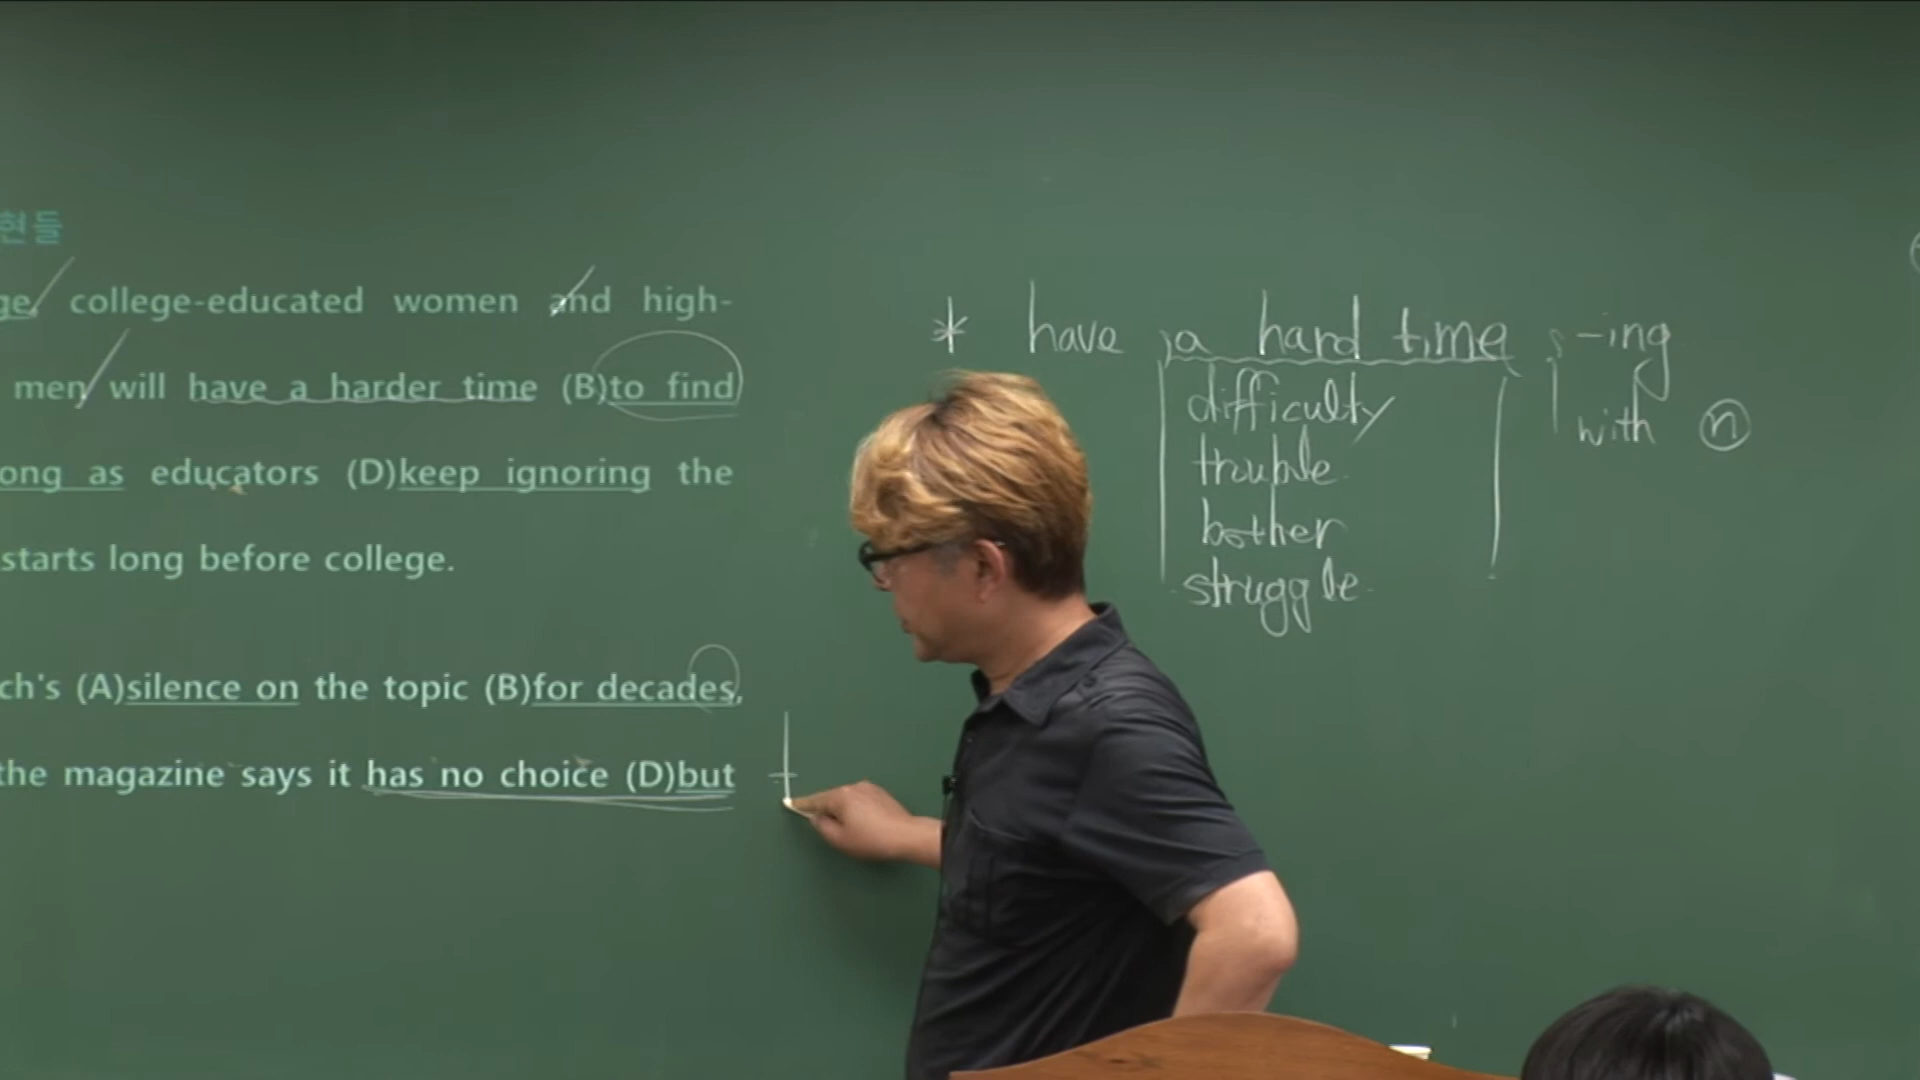 현들
ge college-educated women and high-
men will have a harder time (B)to find
ong as educators (D)keep ignoring the
starts long before college.
ch's (A)silence on the topic (B)for decades,
the magazine says it has no choice (D)but
t
* have a hard time -ing
difficulty with n
trouble
bother
struggle